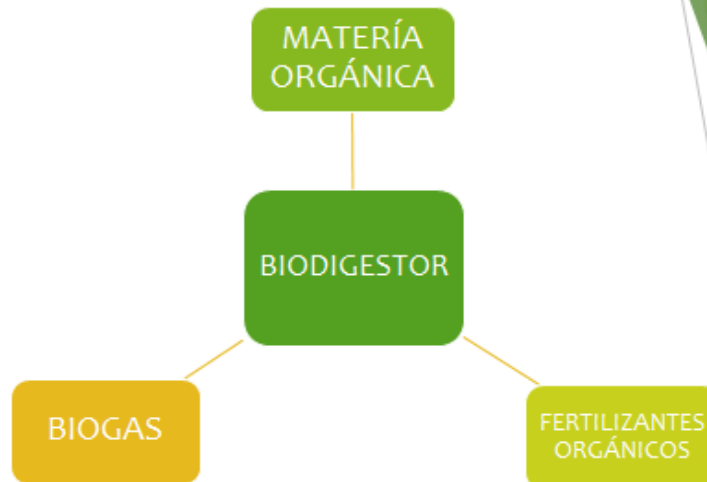 MATERÍA
ORGÁNICA
BIODIGESTOR
BIOGAS
FERTILIZANTES
ORGÁNICOS